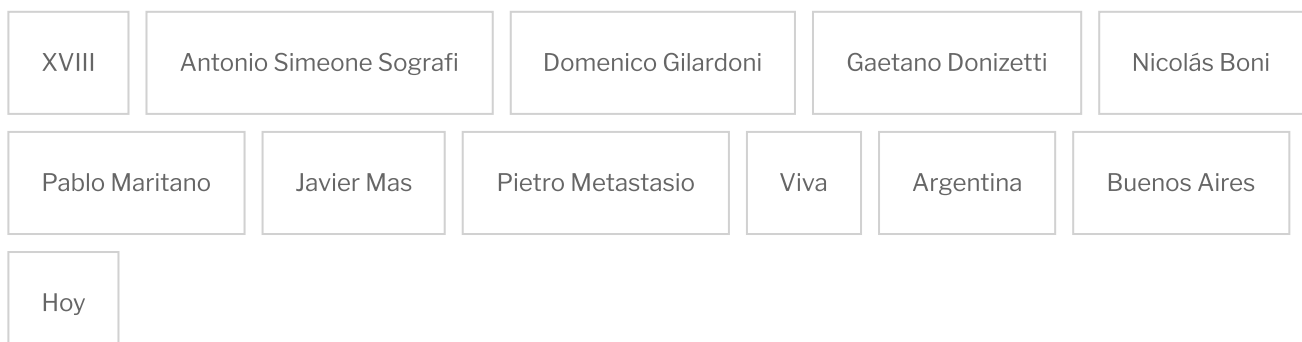 XVIII Antonio Simeone Sografi Domenico Gilardoni Gaetano Donizetti Nicolás Boni
Pablo Maritano Javier Mas Pietro Metastasio Viva Argentina Buenos Aires
Hoy